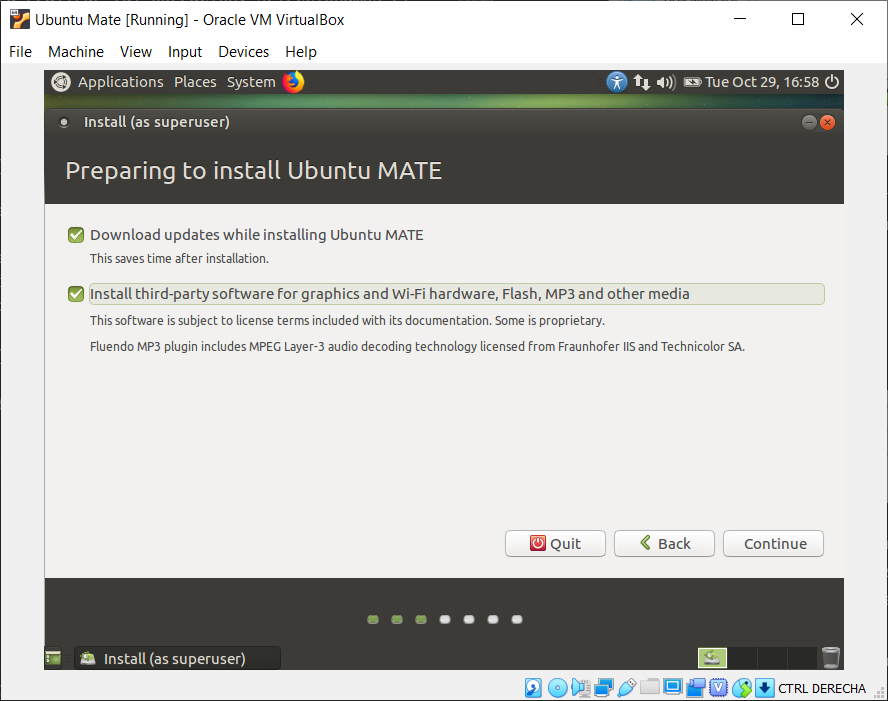 Ubuntu Mate [Running] - Oracle VM VirtualBox
File Machine View Input Devices Help
Applications Places System Tue Oct 29, 16:58
Install (as superuser)
Preparing to install Ubuntu MATE
Download updates while installing Ubuntu MATE
This saves time after installation.
Install third-party software for graphics and Wi-Fi hardware, Flash, MP3 and other media
This software is subject to license terms included with its documentation. Some is proprietary.
Fluendo MP3 plugin includes MPEG Layer-3 audio decoding technology licensed from Fraunhofer IIS and Technicolor SA.
Quit Back Continue
Install (as superuser)
CTRL DERECHA